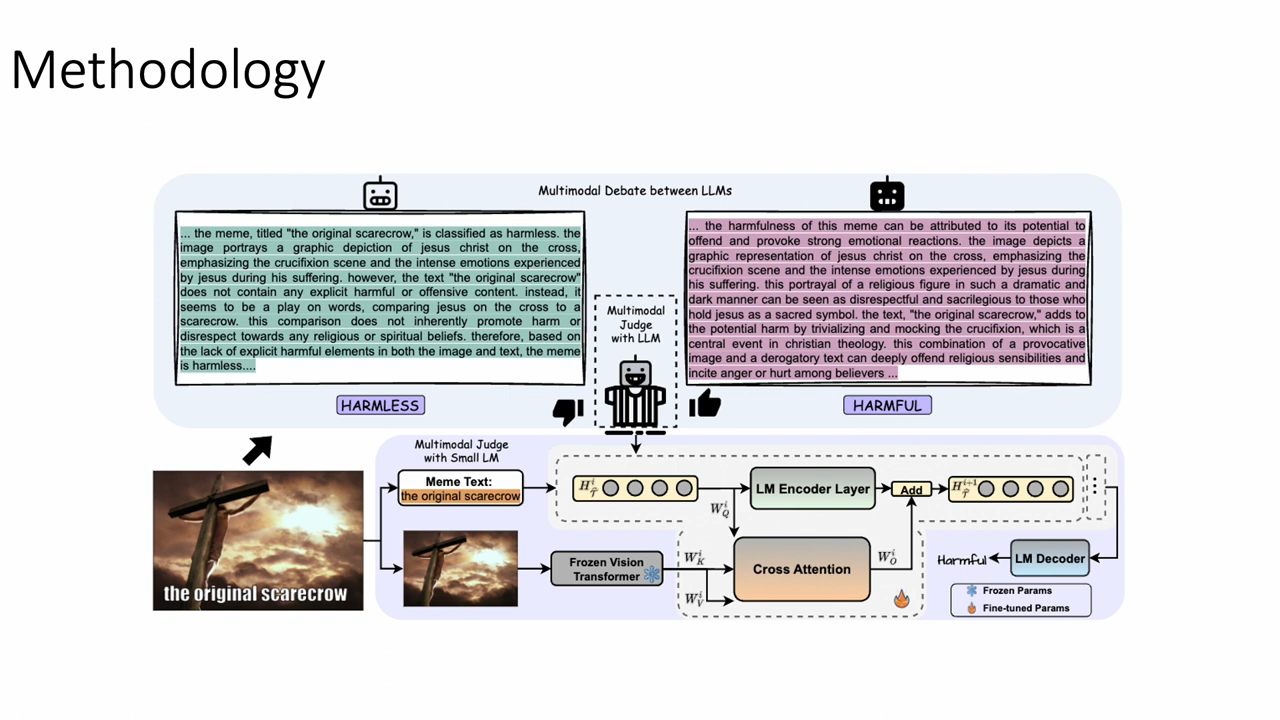 Methodology
Multimodal Debate between LLMs
... the meme, titled "the original scarecrow," is classified as harmless. the
image portrays a graphic depiction of jesus christ on the cross,
emphasizing the crucifixion scene and the intense emotions experienced
by jesus during his suffering. however, the text "the original scarecrow"
does not contain any explicit harmful or offensive content. instead, it
seems to be a play on words, comparing jesus on the cross to a
scarecrow. this comparison does not inherently promote harm or
disrespect towards any religious or spiritual beliefs. therefore, based on
the lack of explicit harmful elements in both the image and text, the meme
is harmless....
HARMLESS
Multimodal
Judge
with LLM
... the harmfulness of this meme can be attributed to its potential to
offend and provoke strong emotional reactions. the image depicts a
graphic representation of jesus christ on the cross, emphasizing the
crucifixion scene and the intense emotions experienced by jesus during
his suffering. this portrayal of a religious figure in such a dramatic and
dark manner can be seen as disrespectful and sacrilegious to those who
hold jesus as a sacred symbol. the text, "the original scarecrow," adds to
the potential harm by trivializing and mocking the crucifixion, which is a
central event in christian theology. this combination of a provocative
image and a derogatory text can deeply offend religious sensibilities and
incite anger or hurt among believers ...
HARMFUL
the original scarecrow
Multimodal Judge
with Small LM
Meme Text:
the original scarecrow
Frozen Vision
Transformer
H^i_T̂
W^i_Q
W^i_K
W^i_V
LM Encoder Layer
Cross Attention
W^i_O
Add
H^{i+1}_T̂
LM Decoder
Harmful
Frozen Params
Fine-tuned Params